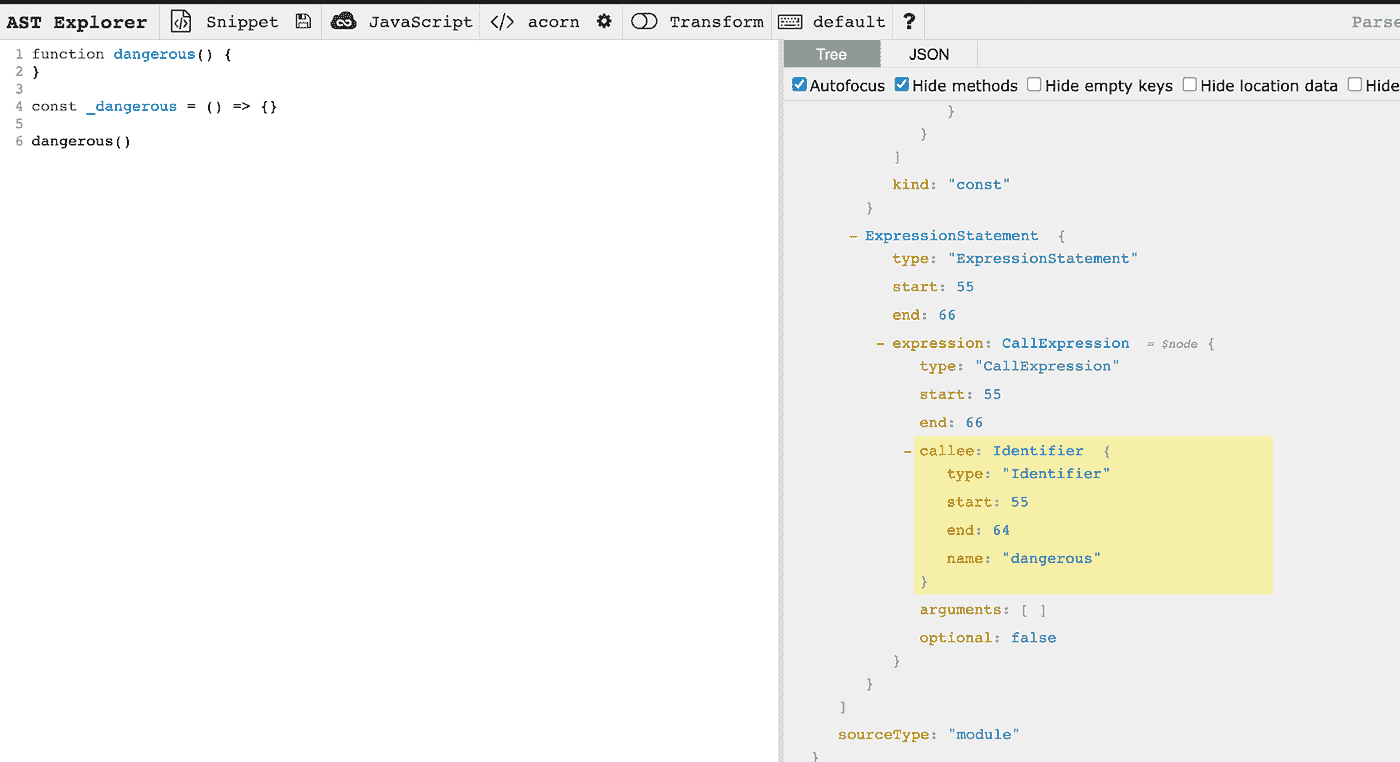 AST Explorer Snippet JavaScript </> acorn Transform default ? Parse
1 function dangerous() {
2 }
3
4 const _dangerous = () => {}
5
6 dangerous()
Tree JSON
Autofocus Hide methods Hide empty keys Hide location data Hide
}
}
]
kind: "const"
}
- ExpressionStatement {
type: "ExpressionStatement"
start: 55
end: 66
- expression: CallExpression = $node {
type: "CallExpression"
start: 55
end: 66
- callee: Identifier {
type: "Identifier"
start: 55
end: 64
name: "dangerous"
}
arguments: [ ]
optional: false
}
}
]
sourceType: "module"
}